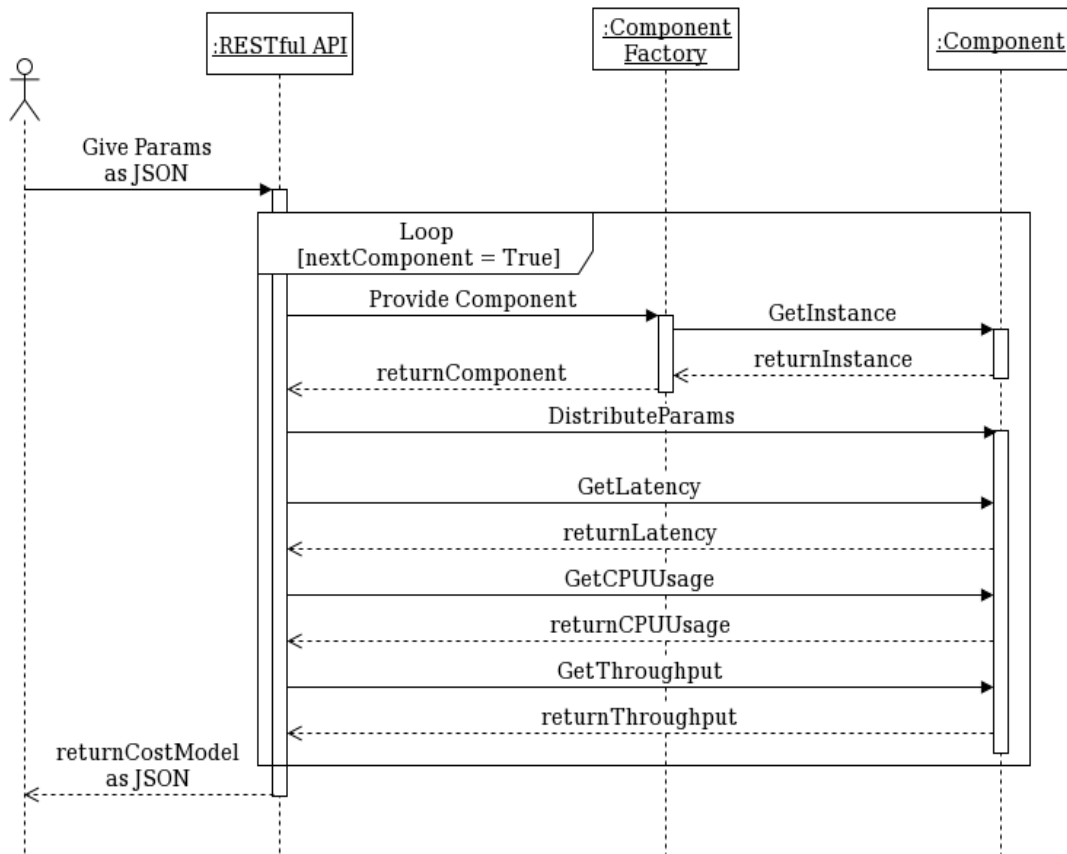 :RESTful API
:Component
Factory
:Component
Give Params
as JSON
Loop
[nextComponent = True]
Provide Component
GetInstance
returnInstance
returnComponent
DistributeParams
GetLatency
returnLatency
GetCPUUsage
returnCPUUsage
GetThroughput
returnThroughput
returnCostModel
as JSON